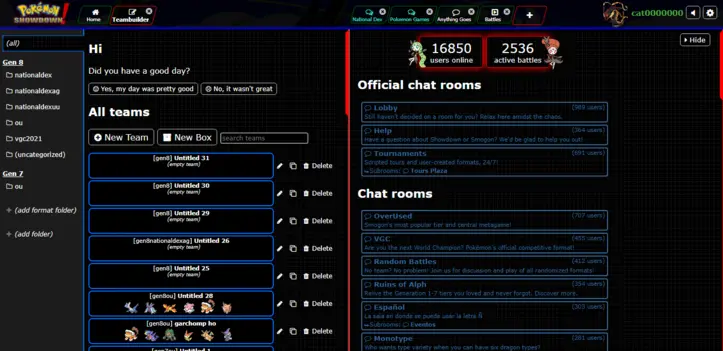 Pokémon
SHOWDOWN!
Home
Teambuilder
National Dex
Pokemon Games
Anything Goes
Battles
cat0000000
(all)
Gen 8
nationaldex
nationaldexag
nationaldexuu
ou
vgc2021
(uncategorized)
Gen 7
ou
(add format folder)
(add folder)
Hi
Did you have a good day?
Yes, my day was pretty good
No, it wasn't great
All teams
New Team
New Box
search teams
[gen8] Untitled 31
(empty team)
Delete
[gen8] Untitled 30
(empty team)
Delete
[gen8] Untitled 29
(empty team)
Delete
[gen8nationaldexag] Untitled 26
(empty team)
Delete
[gen8] Untitled 25
(empty team)
Delete
[gen8ou] Untitled 28
Delete
[gen8ou] garchomp ho
Delete
16850
users online
2536
active battles
Hide
Official chat rooms
Lobby
(989 users)
Still haven't decided on a room for you? Relax here amidst the chaos.
Help
(364 users)
Have a question about Showdown or Smogon? We'd be glad to help you out!
Tournaments
(691 users)
Scripted tours and user-created formats, 24/7!
Subrooms: Tours Plaza
Chat rooms
OverUsed
(707 users)
Smogon's most popular tier and central metagame!
VGC
(495 users)
Are you the next World Champion? Pokémon's official competitive format!
Random Battles
(412 users)
No team? No problem! Join up for discussion and play of all randomized formats!
Ruins of Alph
(354 users)
Relive the Generation 1-7 tiers you lived and never forgot. Discover more.
Español
(305 users)
La sala en donde se puede usar la letra Ñ
Subrooms: Eventos
Monotype
(281 users)
Who wants type variety when you can have six dragon types?